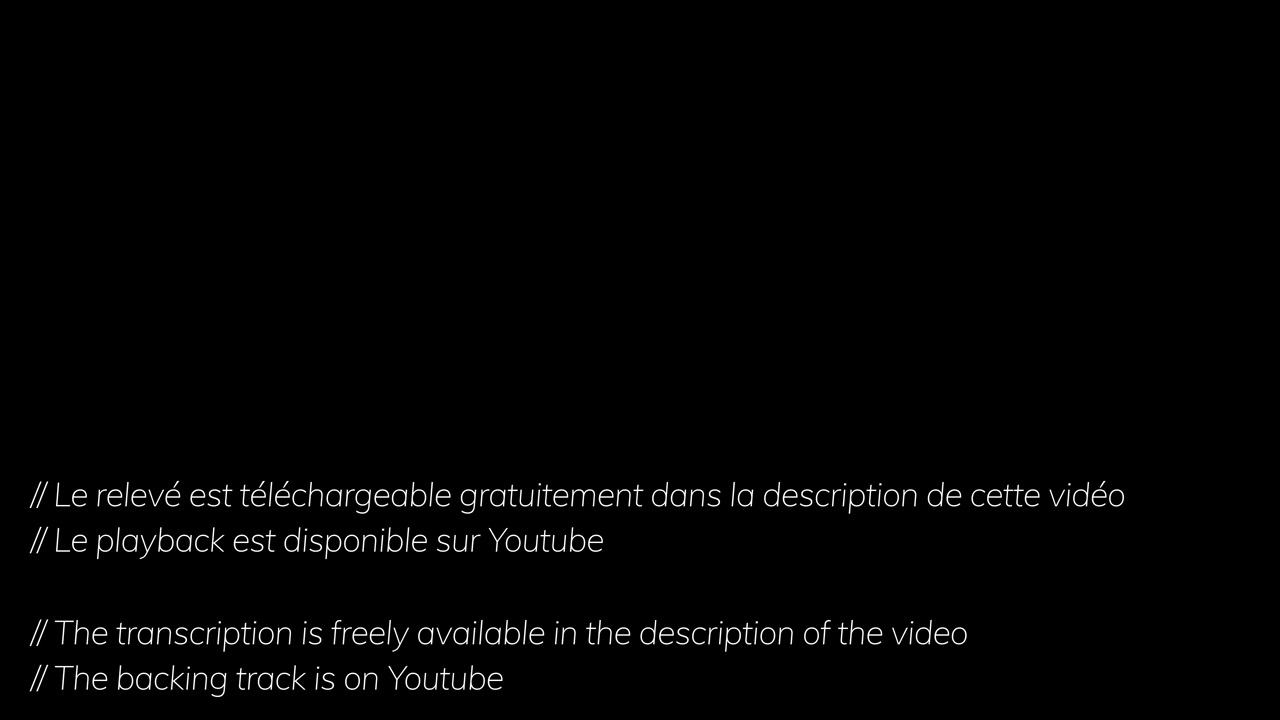 // Le relevé est téléchargeable gratuitement dans la description de cette vidéo
// Le playback est disponible sur Youtube
// The transcription is freely available in the description of the video
// The backing track is on Youtube